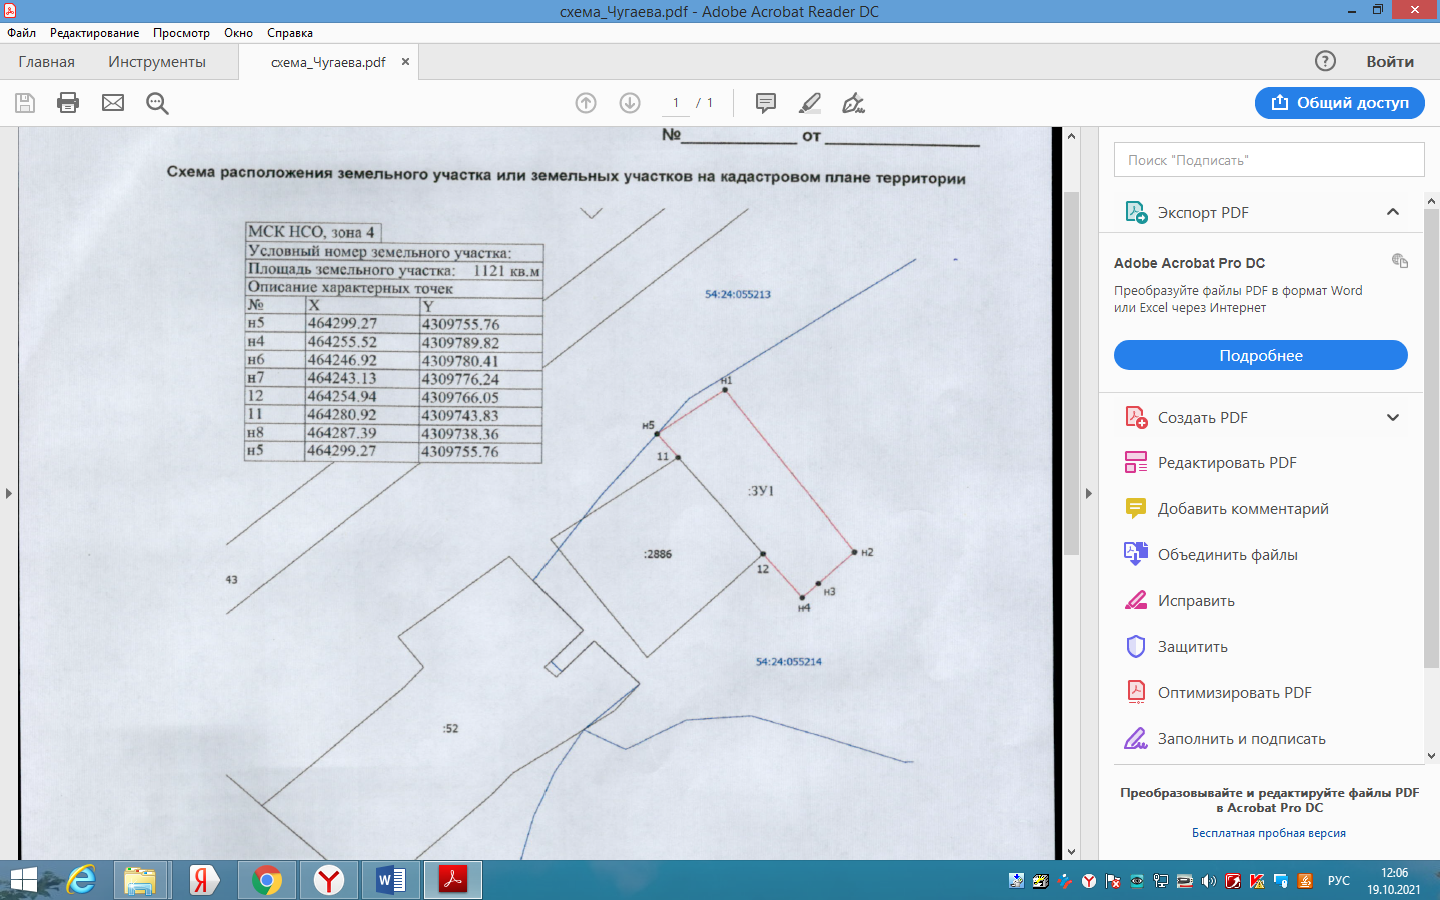 схема_Чугаева.pdf - Adobe Acrobat Reader DC
Файл Редактирование Просмотр Окно Справка
Главная Инструменты схема_Чугаева.pdf × ? Войти
1 / 1 Общий доступ
№_____________ от __________________
Схема расположения земельного участка или земельных участков на кадастровом плане территории
МСК НСО, зона 4
Условный номер земельного участка:
Площадь земельного участка: 1121 кв.м
Описание характерных точек
№ X Y
н5 464299.27 4309755.76
н4 464255.52 4309789.82
н6 464246.92 4309780.41
н7 464243.13 4309776.24
12 464254.94 4309766.05
11 464280.92 4309743.83
н8 464287.39 4309738.36
н5 464299.27 4309755.76
54:24:055213
н1
н5
11
:ЗУ1
:2886
12
н2
н3
н4
43
54:24:055214
:52
Поиск "Подписать"
Экспорт PDF
Adobe Acrobat Pro DC
Преобразуйте файлы PDF в формат Word
или Excel через Интернет
Подробнее
Создать PDF
Редактировать PDF
Добавить комментарий
Объединить файлы
Исправить
Защитить
Оптимизировать PDF
Заполнить и подписать
Преобразовывайте и редактируйте файлы PDF
в Acrobat Pro DC
Бесплатная пробная версия
РУС
12:06
19.10.2021